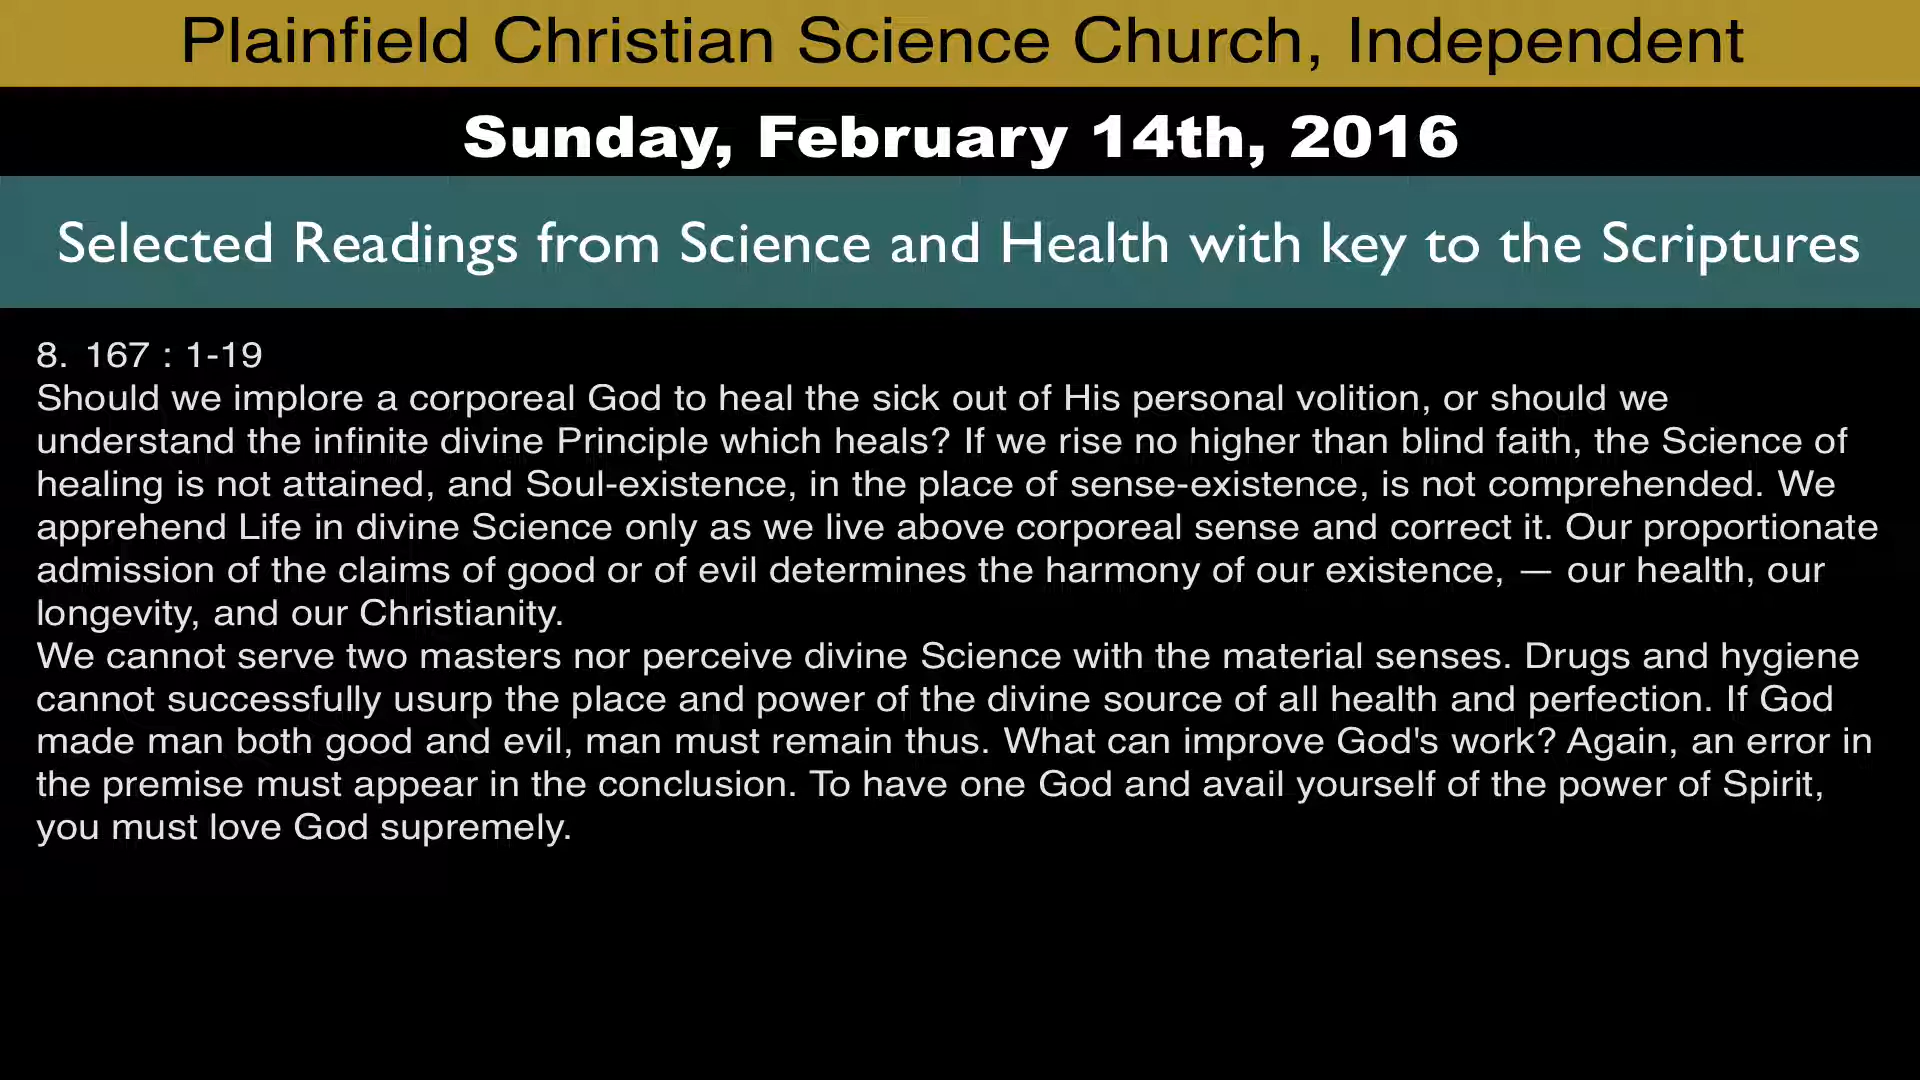 Plainfield Christian Science Church, Independent
Sunday, February 14th, 2016
Selected Readings from Science and Health with key to the Scriptures
8. 167 : 1-19
Should we implore a corporeal God to heal the sick out of His personal volition, or should we
understand the infinite divine Principle which heals? If we rise no higher than blind faith, the Science of
healing is not attained, and Soul-existence, in the place of sense-existence, is not comprehended. We
apprehend Life in divine Science only as we live above corporeal sense and correct it. Our proportionate
admission of the claims of good or of evil determines the harmony of our existence, — our health, our
longevity, and our Christianity.
We cannot serve two masters nor perceive divine Science with the material senses. Drugs and hygiene
cannot successfully usurp the place and power of the divine source of all health and perfection. If God
made man both good and evil, man must remain thus. What can improve God's work? Again, an error in
the premise must appear in the conclusion. To have one God and avail yourself of the power of Spirit,
you must love God supremely.